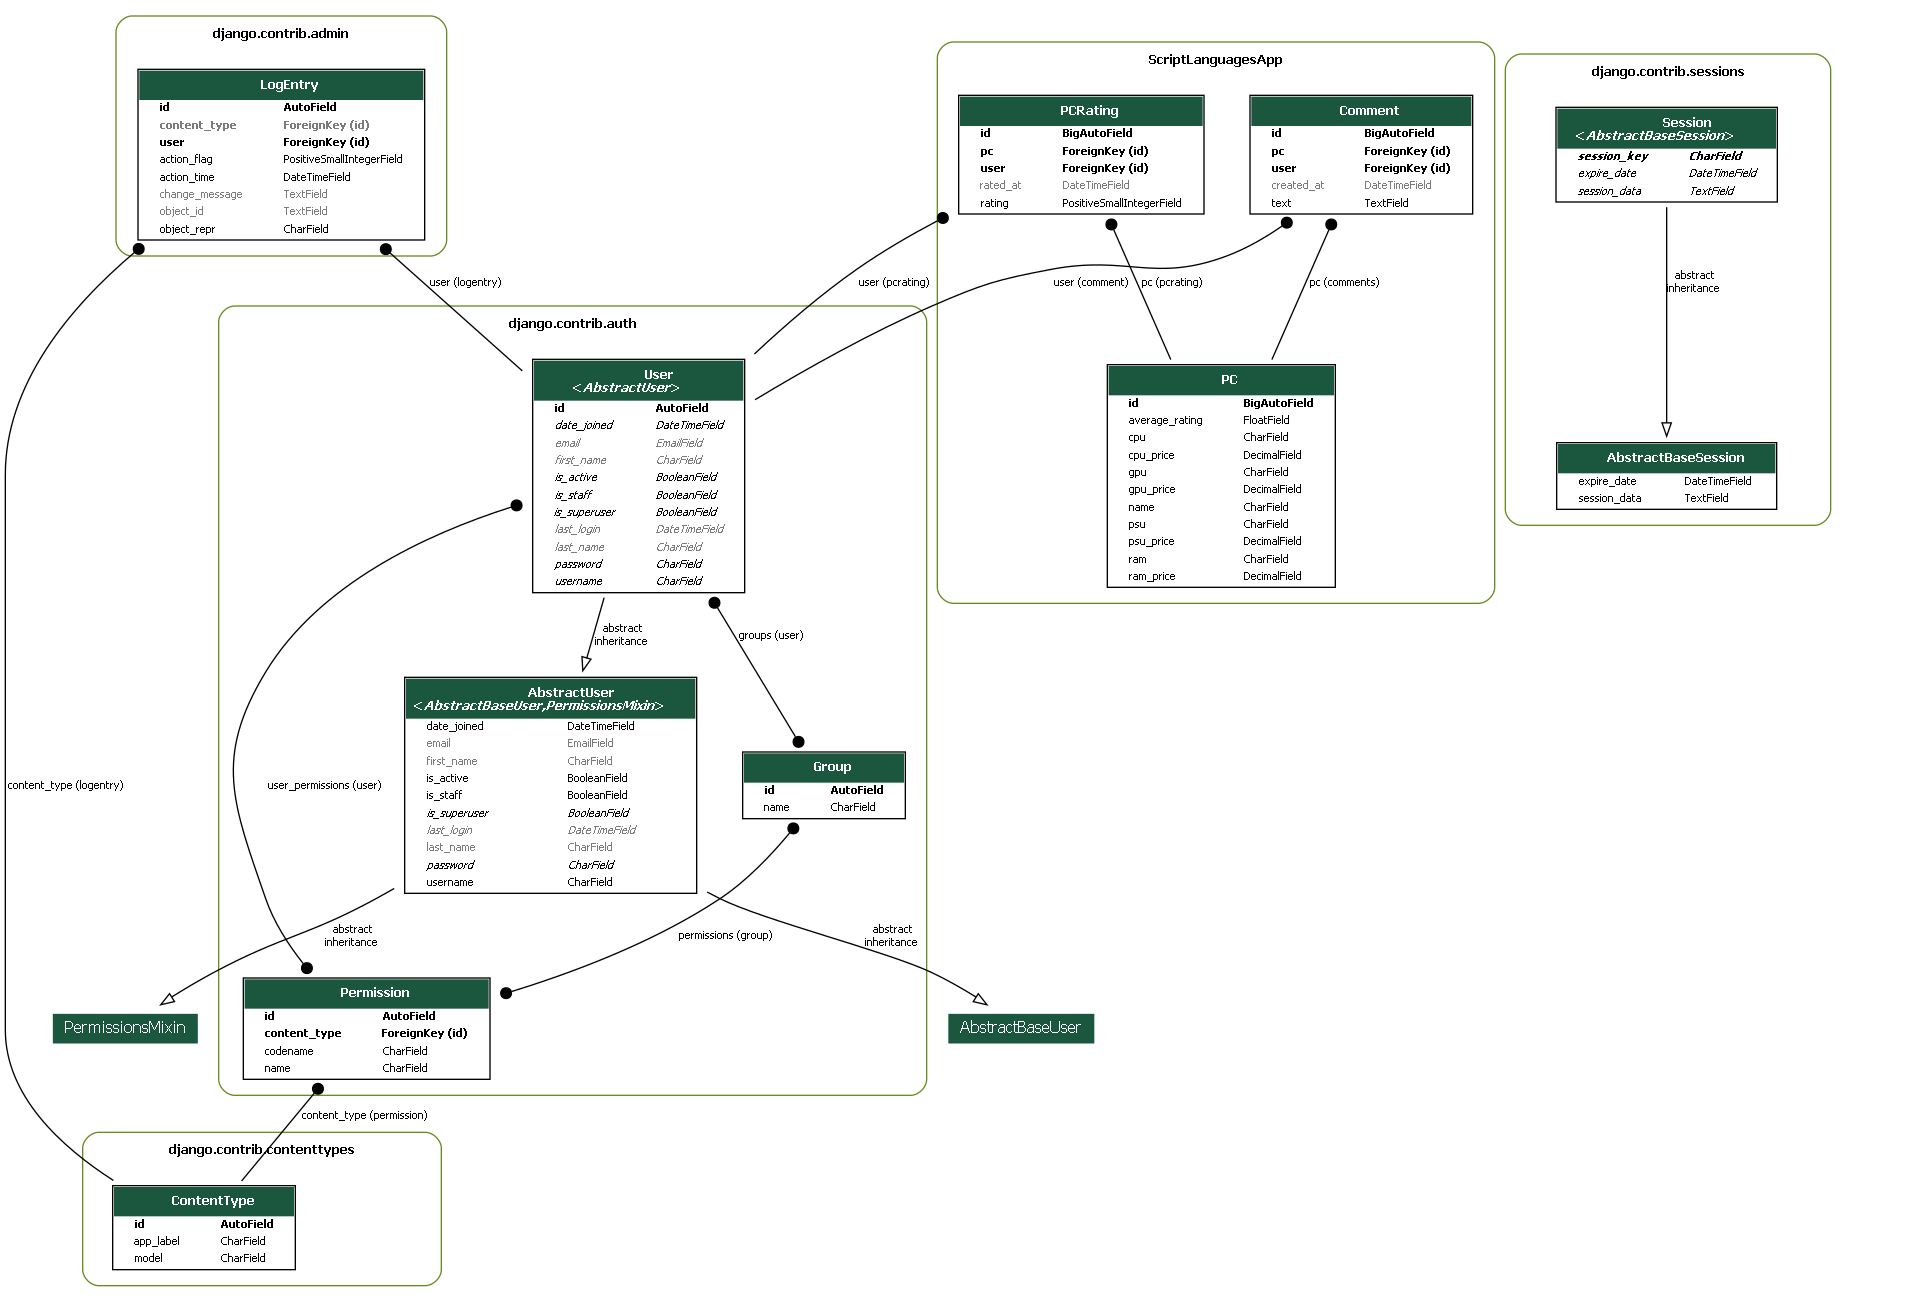 django.contrib.admin
LogEntry
id AutoField
content_type ForeignKey (id)
user ForeignKey (id)
action_flag PositiveSmallIntegerField
action_time DateTimeField
change_message TextField
object_id TextField
object_repr CharField
ScriptLanguagesApp
PCRating
id BigAutoField
pc ForeignKey (id)
user ForeignKey (id)
rated_at DateTimeField
rating PositiveSmallIntegerField
Comment
id BigAutoField
pc ForeignKey (id)
user ForeignKey (id)
created_at DateTimeField
text TextField
django.contrib.sessions
Session
<AbstractBaseSession>
session_key CharField
expire_date DateTimeField
session_data TextField
user (logentry)
user (pcrating)
user (comment)
pc (pcrating)
pc (comments)
abstract
inheritance
django.contrib.auth
User
<AbstractUser>
id AutoField
date_joined DateTimeField
email EmailField
first_name CharField
is_active BooleanField
is_staff BooleanField
is_superuser BooleanField
last_login DateTimeField
last_name CharField
password CharField
username CharField
PC
id BigAutoField
average_rating FloatField
cpu CharField
cpu_price DecimalField
gpu CharField
gpu_price DecimalField
name CharField
psu CharField
psu_price DecimalField
ram CharField
ram_price DecimalField
AbstractBaseSession
expire_date DateTimeField
session_data TextField
abstract
inheritance
groups (user)
AbstractUser
<AbstractBaseUser,PermissionsMixin>
date_joined DateTimeField
email EmailField
first_name CharField
is_active BooleanField
is_staff BooleanField
is_superuser BooleanField
last_login DateTimeField
last_name CharField
password CharField
username CharField
Group
id AutoField
name CharField
content_type (logentry)
user_permissions (user)
abstract
inheritance
permissions (group)
abstract
inheritance
PermissionsMixin
Permission
id AutoField
content_type ForeignKey (id)
codename CharField
name CharField
AbstractBaseUser
content_type (permission)
django.contrib.contenttypes
ContentType
id AutoField
app_label CharField
model CharField